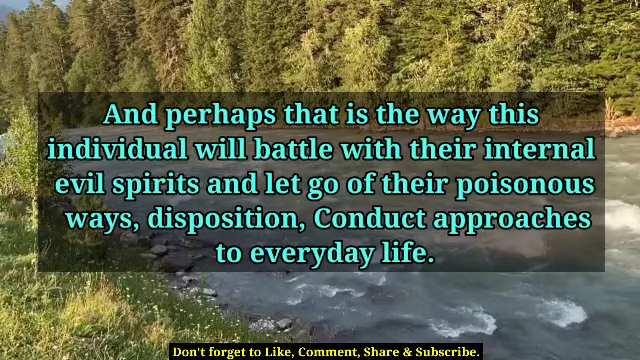 And perhaps that is the way this
individual will battle with their internal
evil spirits and let go of their poisonous
ways, disposition, Conduct approaches
to everyday life.
Don't forget to Like, Comment, Share & Subscribe.